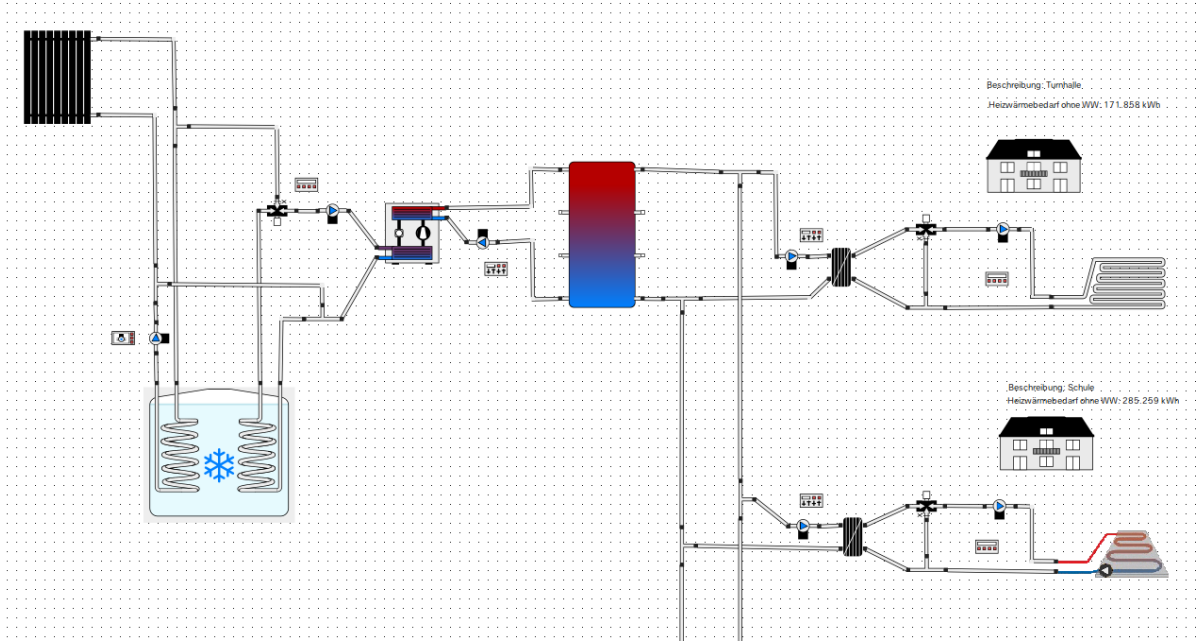 Beschreibung: Turnhalle
Heizwärmebedarf ohne WW: 171.858 kWh
Beschreibung: Schule
Heizwärmebedarf ohne WW: 285.259 kWh